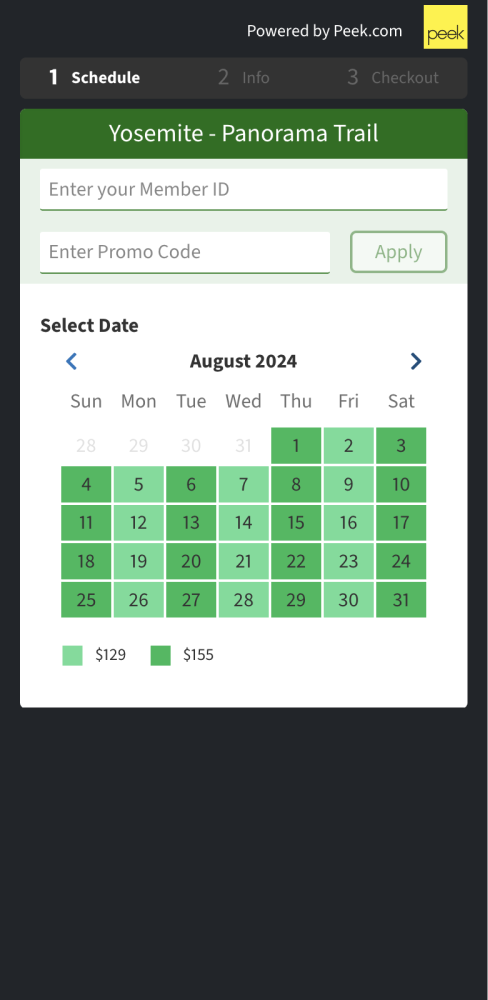 Powered by Peek.com
peek
1 Schedule 2 Info 3 Checkout
Yosemite - Panorama Trail
Enter your Member ID
Enter Promo Code Apply
Select Date
August 2024
Sun Mon Tue Wed Thu Fri Sat
28 29 30 31 1 2 3
4 5 6 7 8 9 10
11 12 13 14 15 16 17
18 19 20 21 22 23 24
25 26 27 28 29 30 31
$129 $155